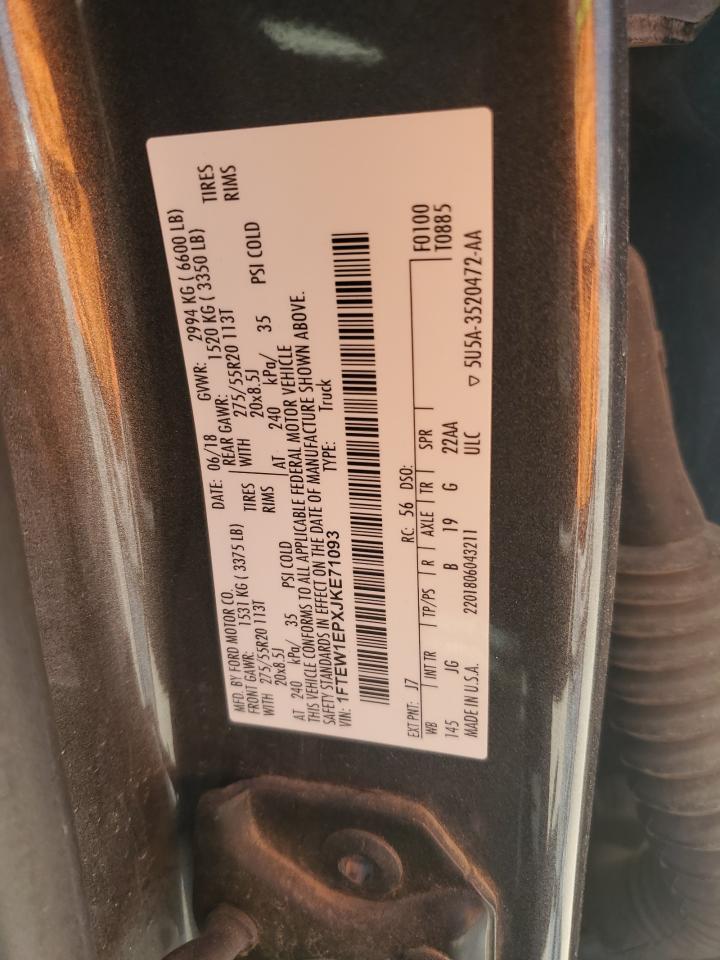 MFD. BY FORD MOTOR CO.
DATE: 06/18 GVWR: 2994 KG ( 6600 LB)
FRONT GAWR: 1531 KG ( 3375 LB) REAR GAWR: 1520 KG ( 3350 LB)
WITH 275/55R20 113T TIRES WITH 275/55R20 113T TIRES
20x8.5J RIMS 20x8.5J RIMS
AT 240 kPa/ 35 PSI COLD AT 240 kPa/ 35 PSI COLD
THIS VEHICLE CONFORMS TO ALL APPLICABLE FEDERAL MOTOR VEHICLE
SAFETY STANDARDS IN EFFECT ON THE DATE OF MANUFACTURE SHOWN ABOVE.
VIN: 1FTEW1EPXJKE71093 TYPE: Truck
EXT PNT: J7 RC: 56 DSO: F0100
WB INT TR TP/PS R AXLE TR SPR T0885
145 JG B 19 G 22AA
MADE IN U.S.A. 2201806043211 ULC ▽ 5U5A-3520472-AA